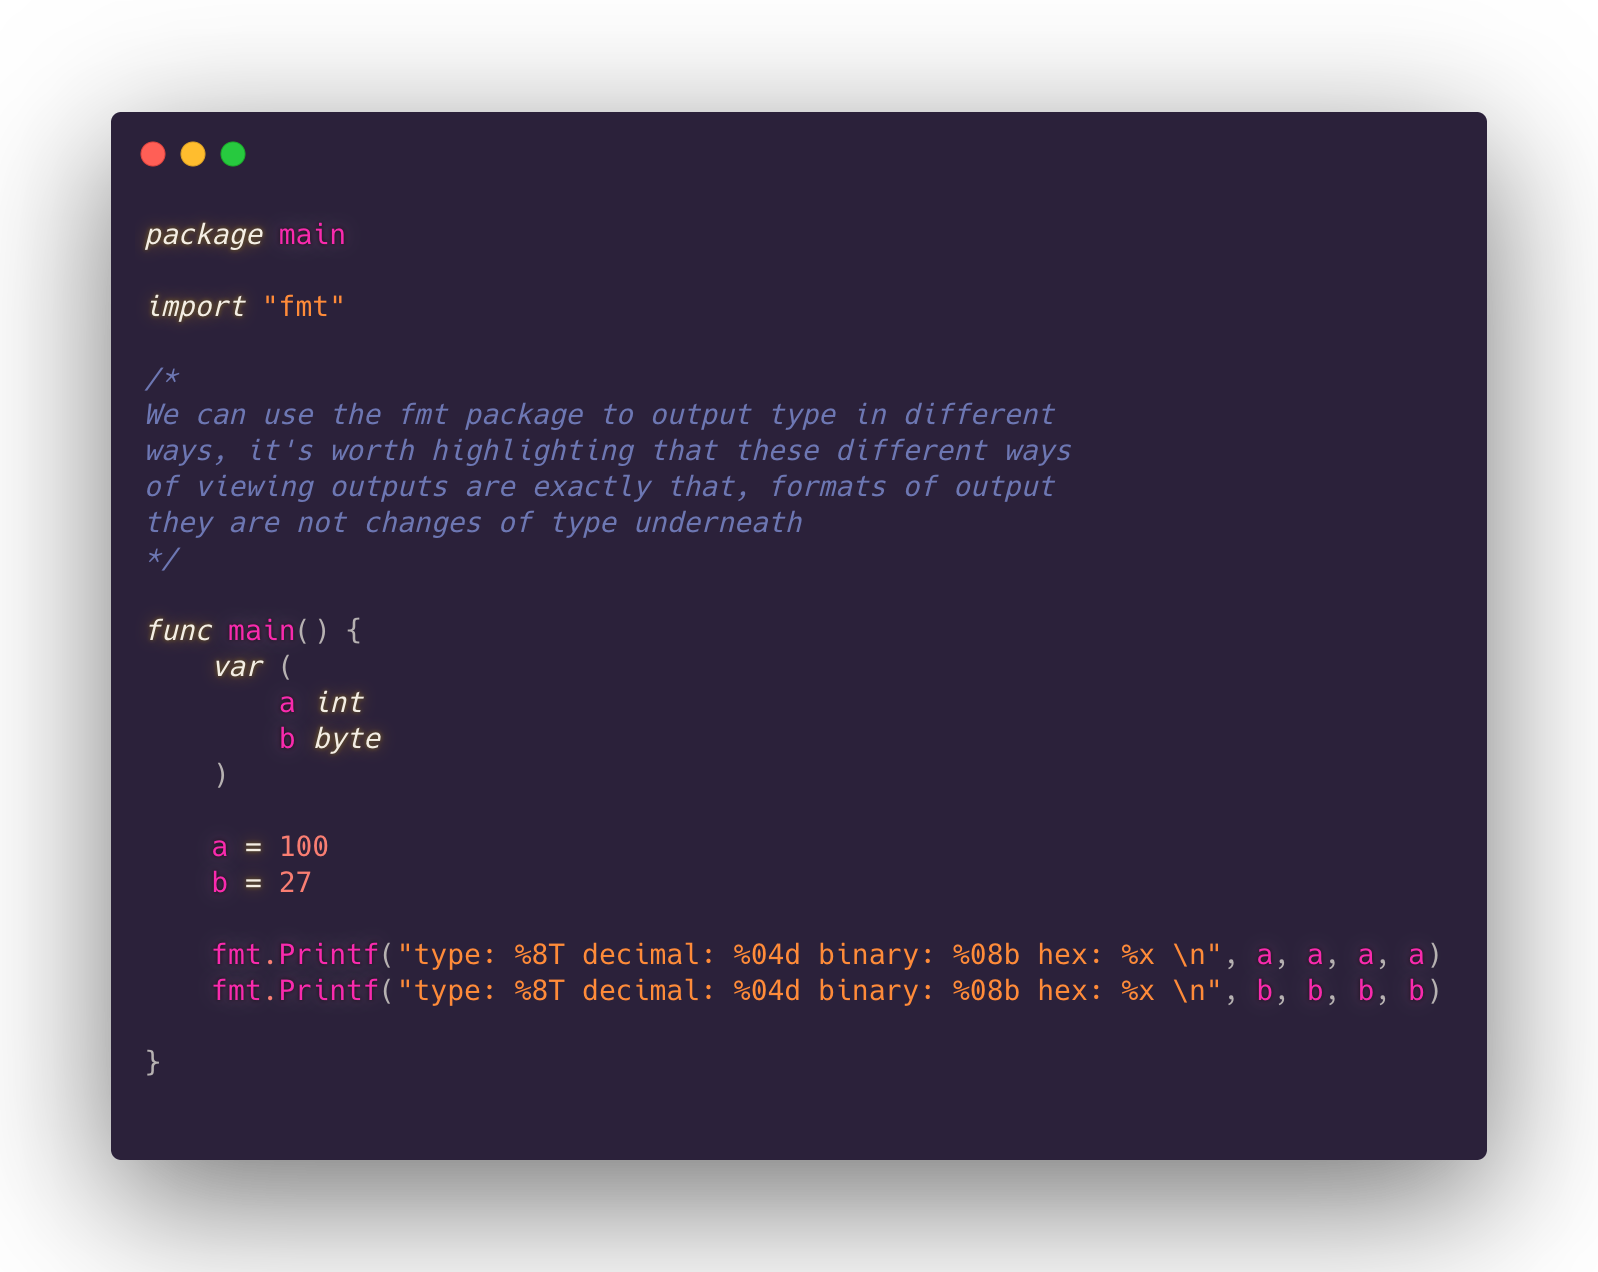 package main

import "fmt"

/*
We can use the fmt package to output type in different
ways, it's worth highlighting that these different ways
of viewing outputs are exactly that, formats of output
they are not changes of type underneath
*/

func main() {
    var (
        a int
        b byte
    )

    a = 100
    b = 27

    fmt.Printf("type: %8T decimal: %04d binary: %08b hex: %x \n", a, a, a, a)
    fmt.Printf("type: %8T decimal: %04d binary: %08b hex: %x \n", b, b, b, b)

}